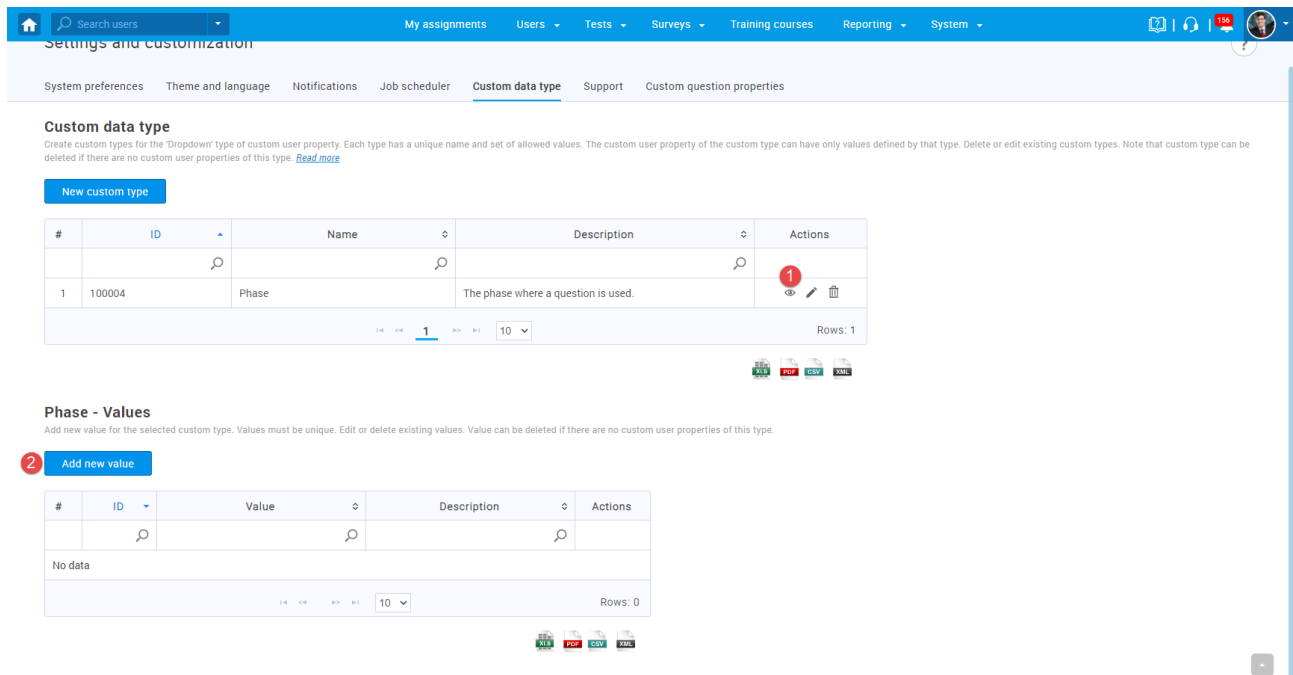 Search users
My assignments Users Tests Surveys Training courses Reporting System
156
Settings and customization
?
System preferences Theme and language Notifications Job scheduler Custom data type Support Custom question properties
Custom data type
Create custom types for the 'Dropdown' type of custom user property. Each type has a unique name and set of allowed values. The custom user property of the custom type can have only values defined by that type. Delete or edit existing custom types. Note that custom type can be
deleted if there are no custom user properties of this type. Read more
New custom type
# ID Name Description Actions
1
1 100004 Phase The phase where a question is used.
1 10 Rows: 1
XLS PDF CSV XML
Phase - Values
Add new value for the selected custom type. Values must be unique. Edit or delete existing values. Value can be deleted if there are no custom user properties of this type.
2 Add new value
# ID Value Description Actions
No data
10 Rows: 0
XLS PDF CSV XML